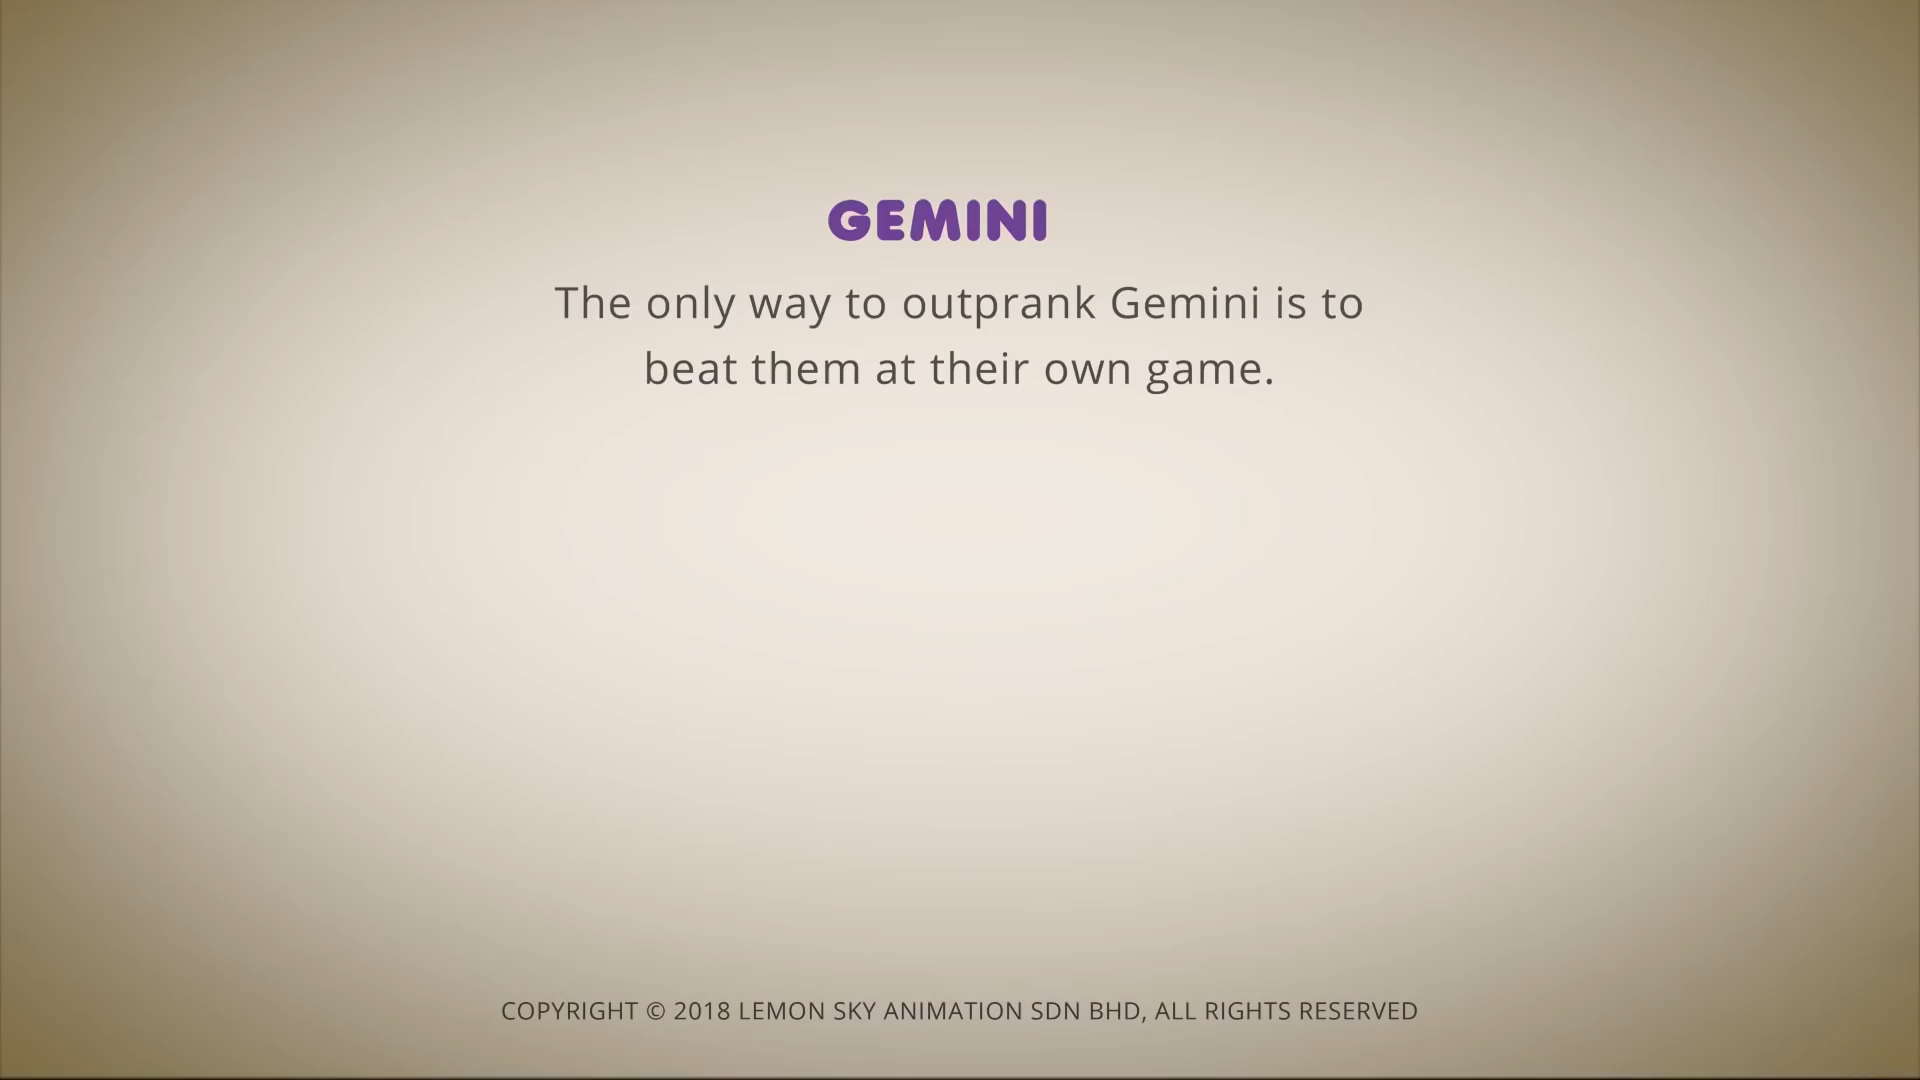 GEMINI
The only way to outprank Gemini is to
beat them at their own game.
COPYRIGHT © 2018 LEMON SKY ANIMATION SDN BHD, ALL RIGHTS RESERVED